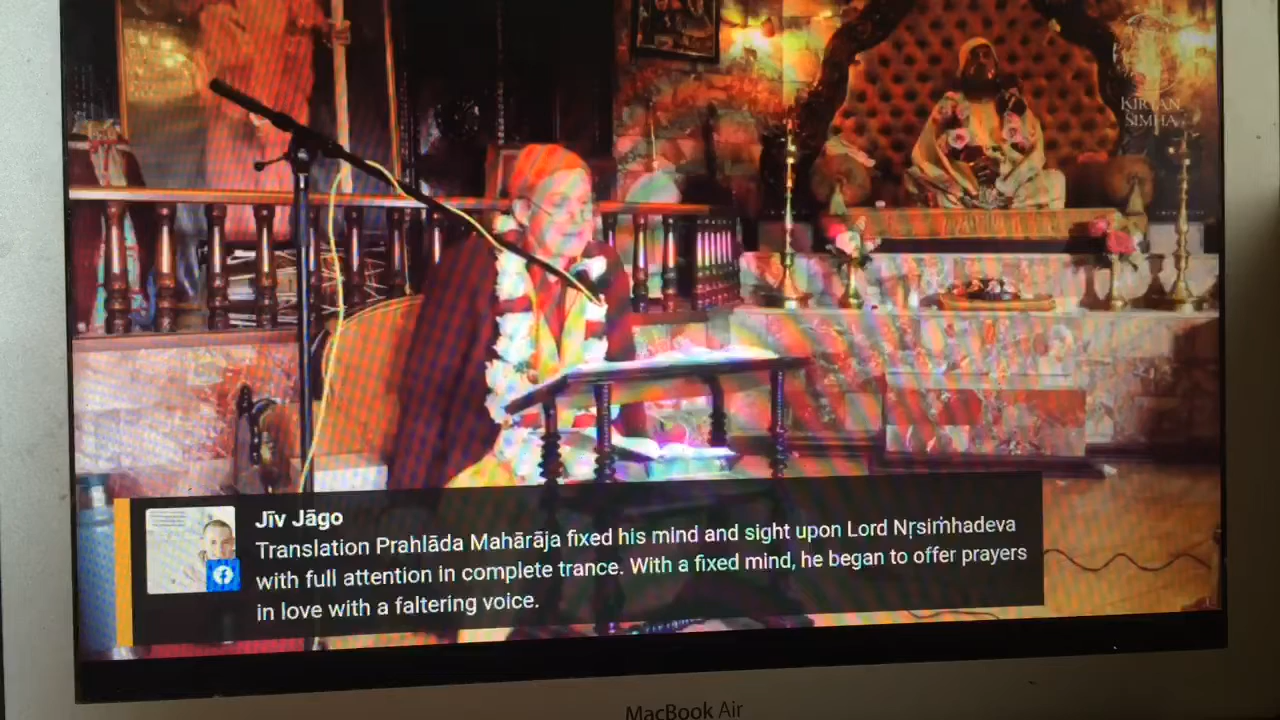 KIRTAN
SIMHA
Jīv Jāgo
Translation Prahlāda Mahārāja fixed his mind and sight upon Lord Nṛsiṁhadeva
with full attention in complete trance. With a fixed mind, he began to offer prayers
in love with a faltering voice.
MacBook Air